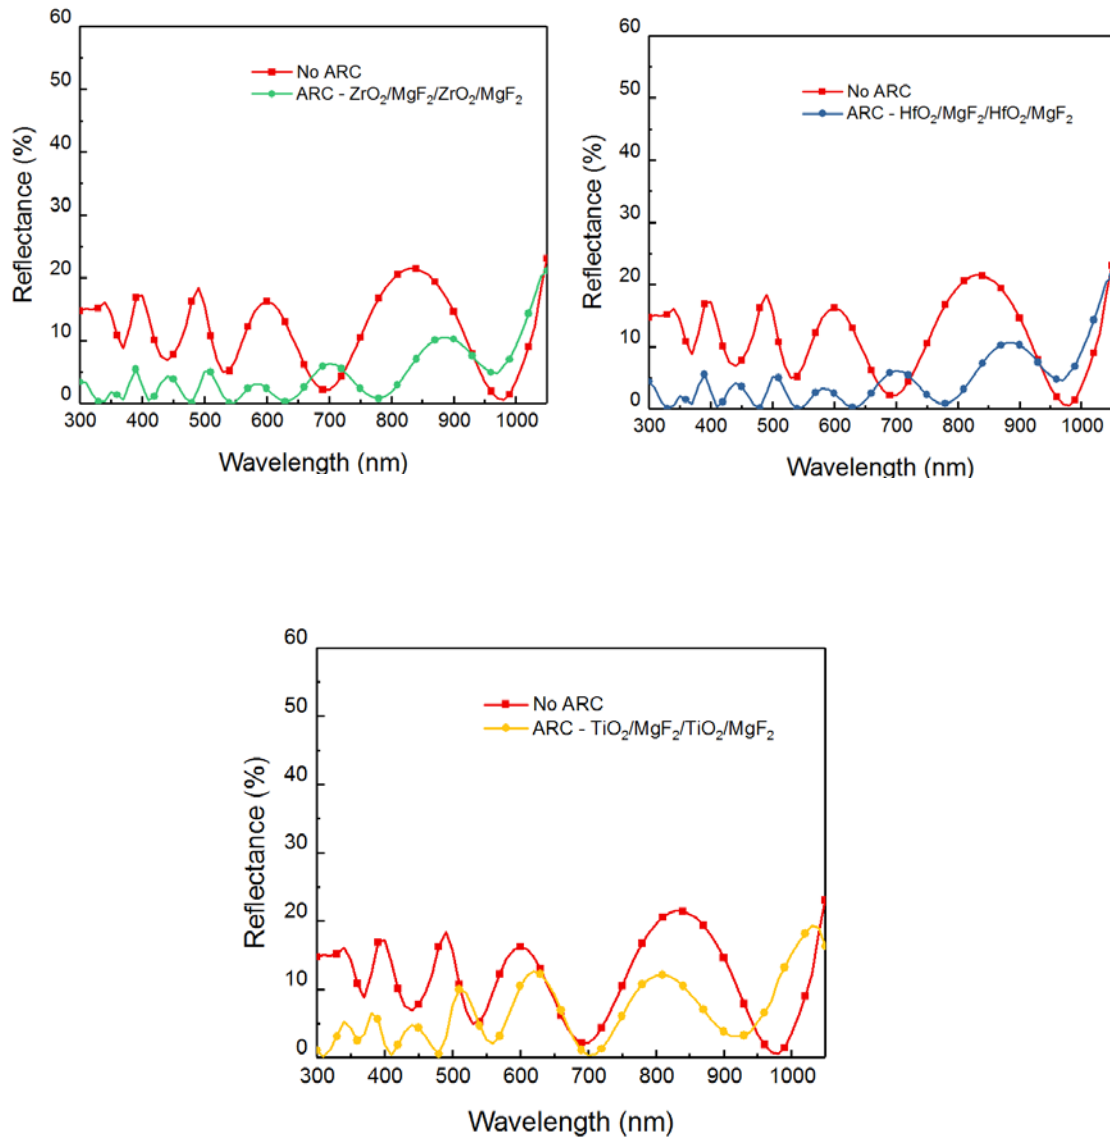 60
50
40
30
20
10
0
Reflectance (%)
No ARC
ARC - ZrO₂/MgF₂/ZrO₂/MgF₂
300 400 500 600 700 800 900 1000
Wavelength (nm)
60
50
40
30
20
10
0
Reflectance (%)
No ARC
ARC - HfO₂/MgF₂/HfO₂/MgF₂
300 400 500 600 700 800 900 1000
Wavelength (nm)
60
50
40
30
20
10
0
Reflectance (%)
No ARC
ARC - TiO₂/MgF₂/TiO₂/MgF₂
300 400 500 600 700 800 900 1000
Wavelength (nm)